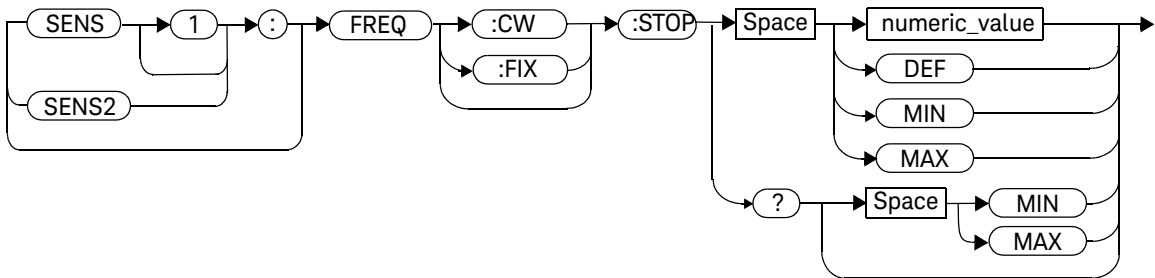 SENS 1 : FREQ :CW :STOP Space numeric_value
:FIX DEF
SENS2 MIN
MAX
? Space MIN
MAX